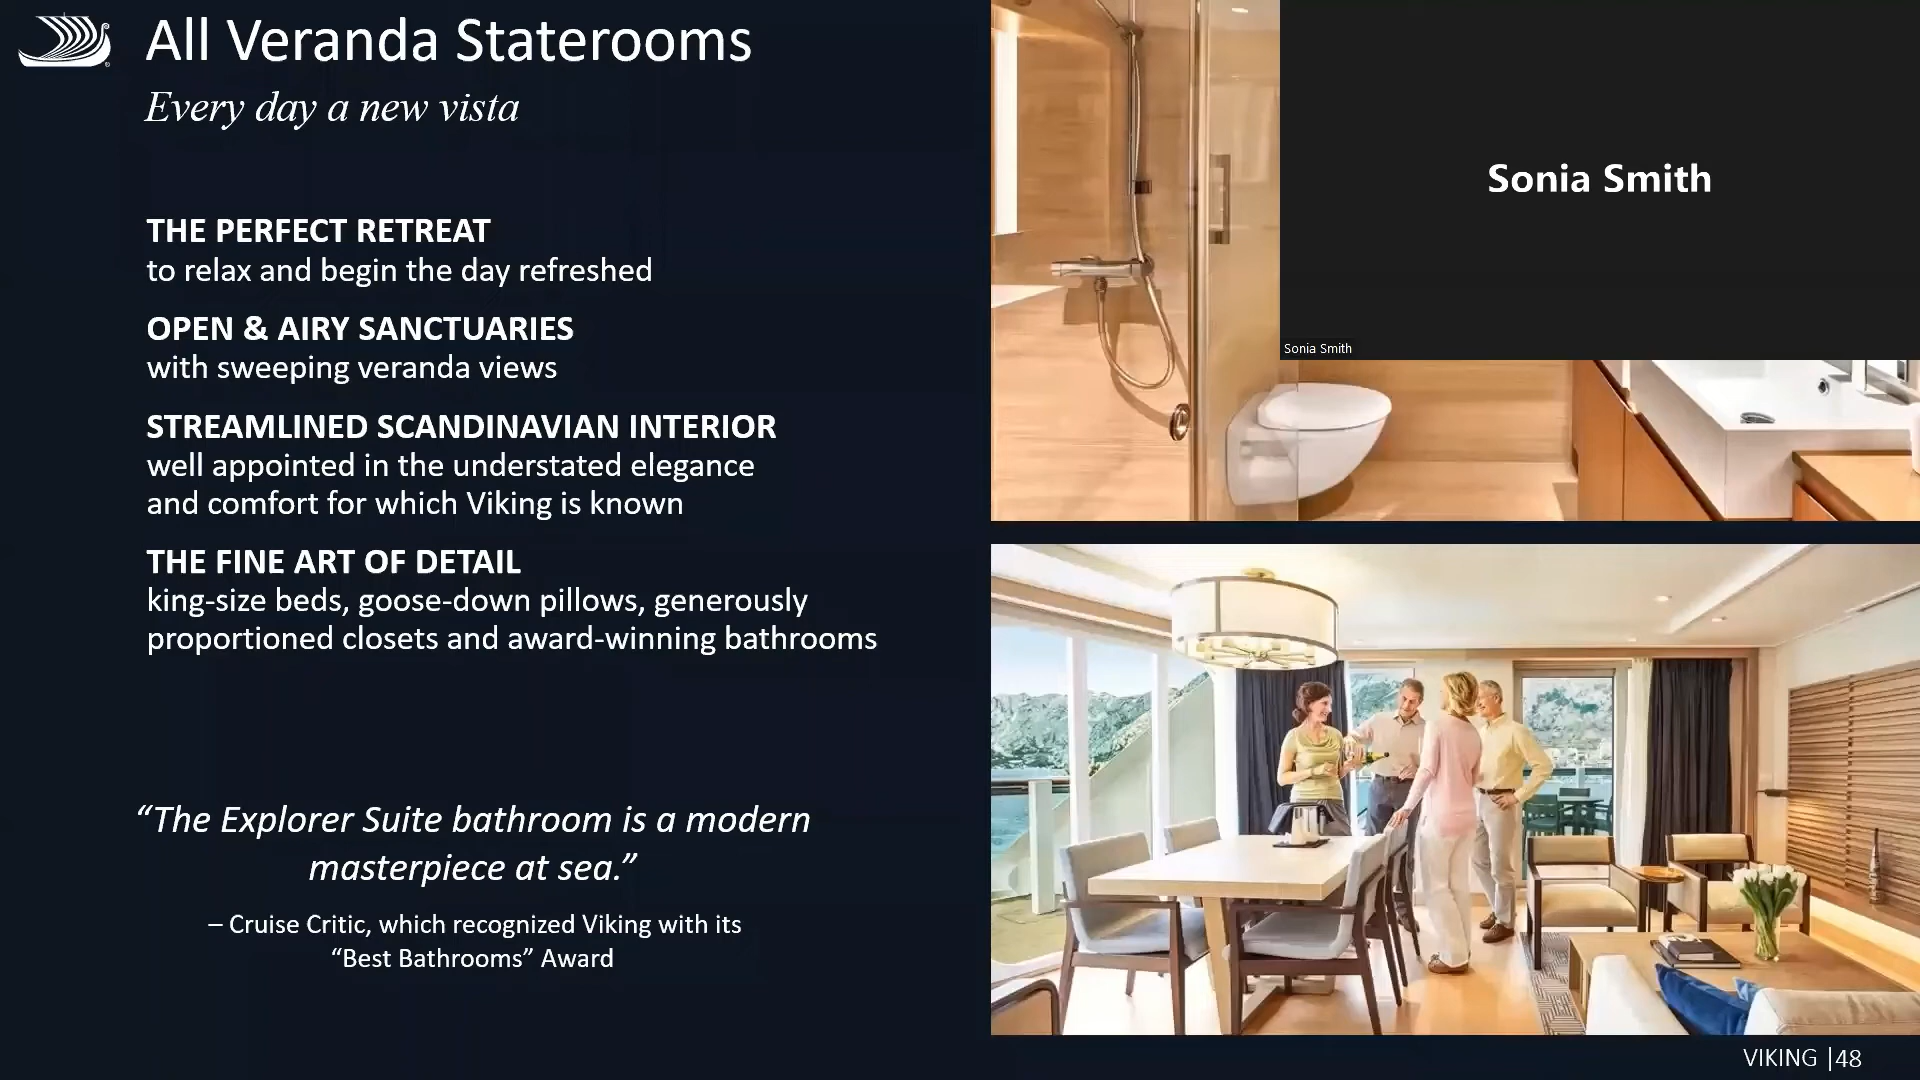 All Veranda Staterooms
Every day a new vista
THE PERFECT RETREAT
to relax and begin the day refreshed
OPEN & AIRY SANCTUARIES
with sweeping veranda views
STREAMLINED SCANDINAVIAN INTERIOR
well appointed in the understated elegance
and comfort for which Viking is known
THE FINE ART OF DETAIL
king-size beds, goose-down pillows, generously
proportioned closets and award-winning bathrooms
“The Explorer Suite bathroom is a modern
masterpiece at sea.”
– Cruise Critic, which recognized Viking with its
“Best Bathrooms” Award
Sonia Smith
Sonia Smith
VIKING |48